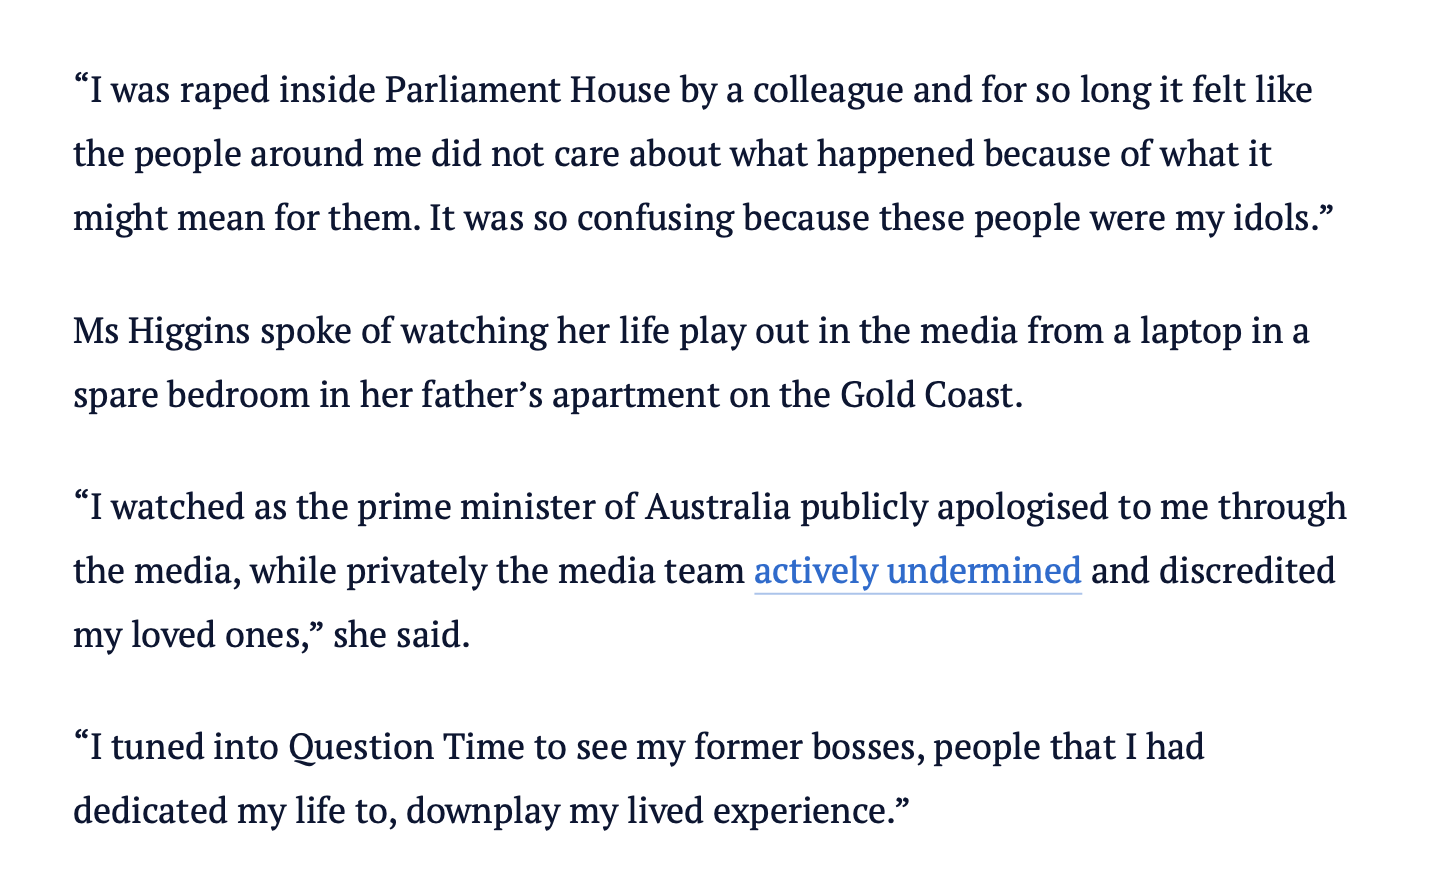 “I was raped inside Parliament House by a colleague and for so long it felt like
the people around me did not care about what happened because of what it
might mean for them. It was so confusing because these people were my idols.”
Ms Higgins spoke of watching her life play out in the media from a laptop in a
spare bedroom in her father’s apartment on the Gold Coast.
“I watched as the prime minister of Australia publicly apologised to me through
the media, while privately the media team actively undermined and discredited
my loved ones,” she said.
“I tuned into Question Time to see my former bosses, people that I had
dedicated my life to, downplay my lived experience.”